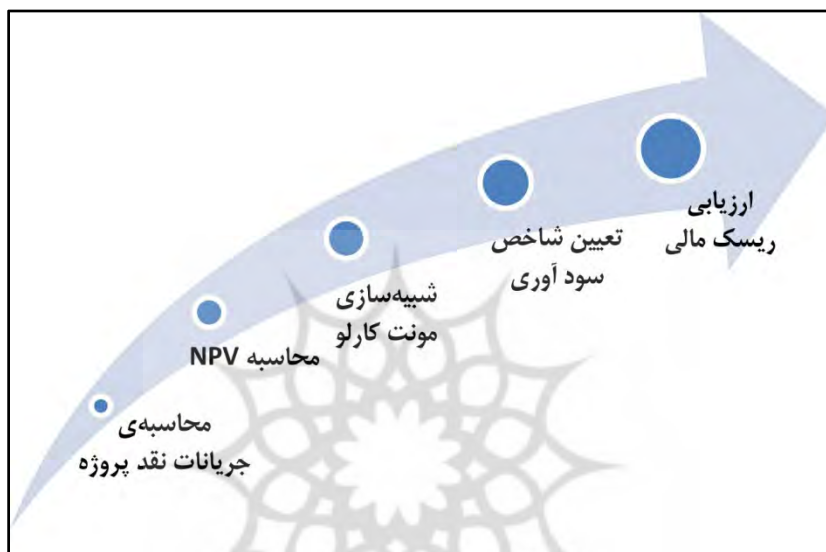 محاسبه‌ی
جریانات نقد پروژه
محاسبه NPV
شبیه‌سازی
مونت کارلو
تعیین شاخص
سود آوری
ارزیابی
ریسک مالی